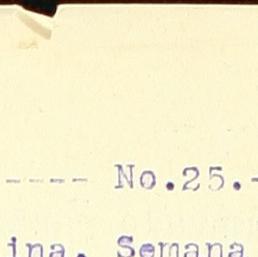 ---- No.25.-
ina. Semana